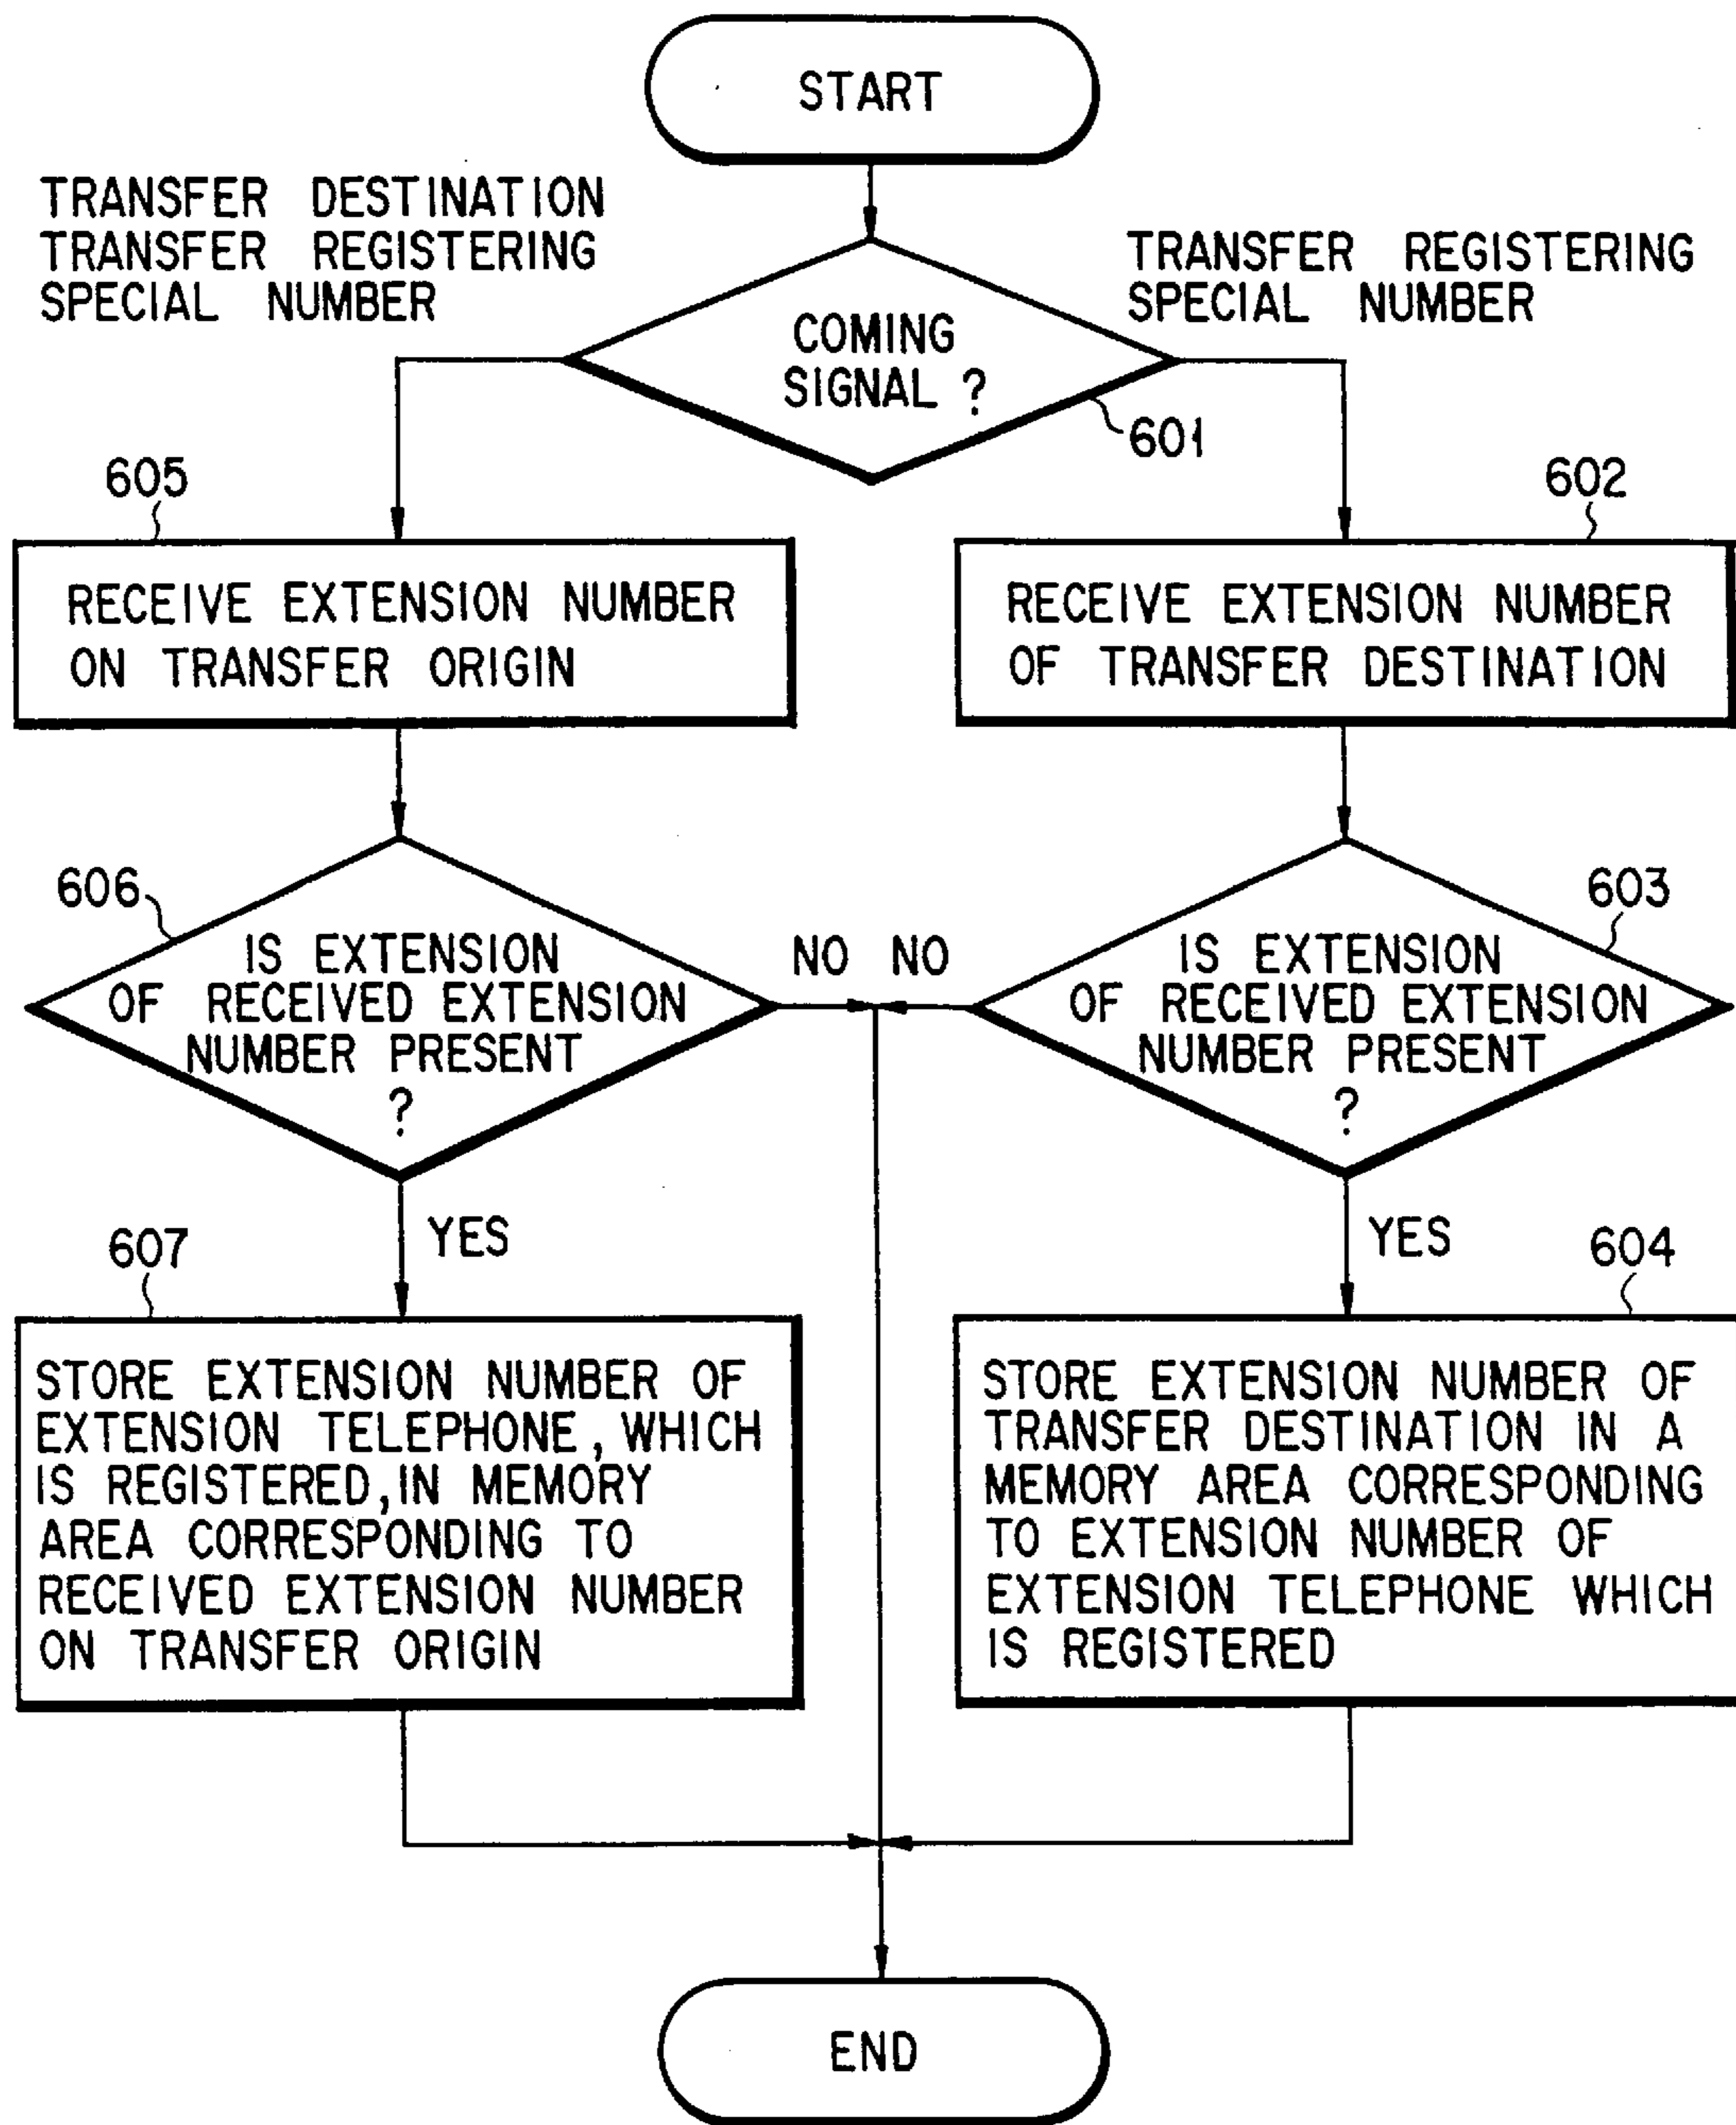 START
TRANSFER DESTINATION
TRANSFER REGISTERING
SPECIAL NUMBER
TRANSFER REGISTERING
SPECIAL NUMBER
COMING
SIGNAL ?
601
605
RECEIVE EXTENSION NUMBER
ON TRANSFER ORIGIN
602
RECEIVE EXTENSION NUMBER
OF TRANSFER DESTINATION
606
IS EXTENSION
OF RECEIVED EXTENSION
NUMBER PRESENT
?
NO NO
603
IS EXTENSION
OF RECEIVED EXTENSION
NUMBER PRESENT
?
YES
YES
607
STORE EXTENSION NUMBER OF
EXTENSION TELEPHONE, WHICH
IS REGISTERED, IN MEMORY
AREA CORRESPONDING TO
RECEIVED EXTENSION NUMBER
ON TRANSFER ORIGIN
604
STORE EXTENSION NUMBER OF
TRANSFER DESTINATION IN A
MEMORY AREA CORRESPONDING
TO EXTENSION NUMBER OF
EXTENSION TELEPHONE WHICH
IS REGISTERED
END